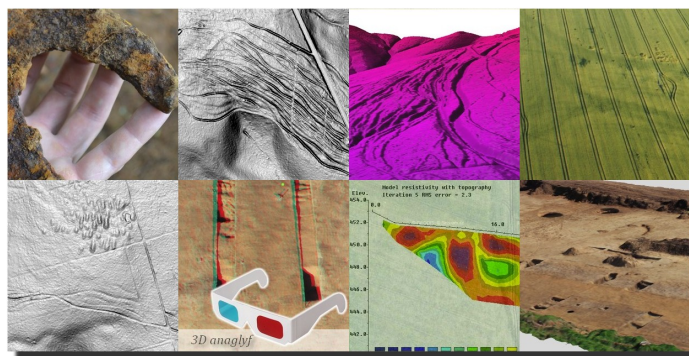 Model resistivity with topography
Iteration 5 RMS error = 2.3
Elev.
454.0
0.0
16.0
452.0
450.0
448.0
446.0
444.0
442.0
3D anaglyf